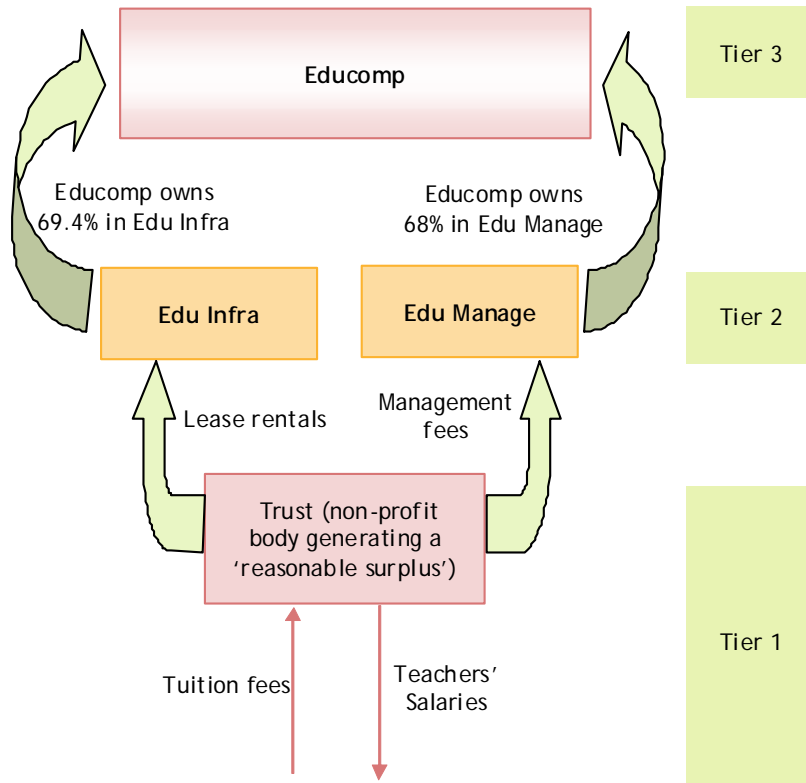 Educomp
Tier 3
Educomp owns
69.4% in Edu Infra
Educomp owns
68% in Edu Manage
Edu Infra
Edu Manage
Tier 2
Lease rentals
Management
fees
Trust (non-profit
body generating a
‘reasonable surplus’)
Tier 1
Tuition fees
Teachers’
Salaries